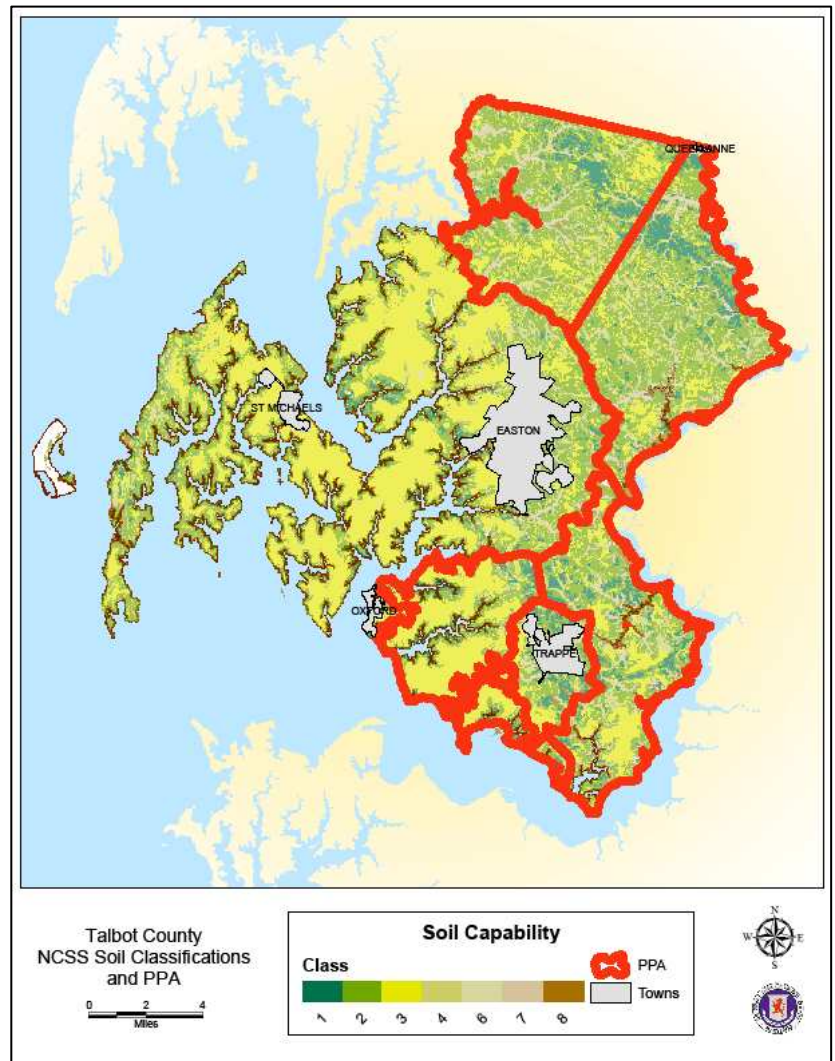 QUEEN ANNE
ST MICHAELS
EASTON
OXFORD
TRAPPE
Talbot County
NCSS Soil Classifications
and PPA
0 2 4
Miles
Soil Capability
Class
1 2 3 4 6 7 8
PPA
Towns
N
W E
S